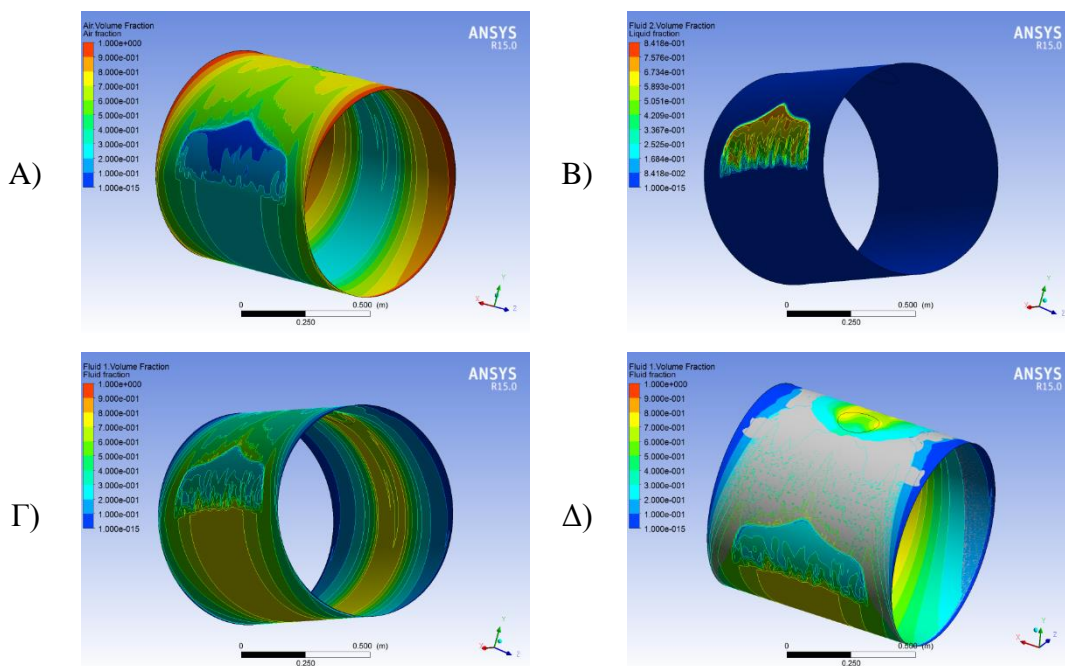 Α)
Air.Volume Fraction
Air fraction
1.000e+000
9.000e-001
8.000e-001
7.000e-001
6.000e-001
5.000e-001
4.000e-001
3.000e-001
2.000e-001
1.000e-001
1.000e-015
ANSYS
R15.0
0
0.500 (m)
0.250
X
Y
Z
Β)
Fluid 2.Volume Fraction
Liquid fraction
8.418e-001
7.576e-001
6.734e-001
5.893e-001
5.051e-001
4.209e-001
3.367e-001
2.525e-001
1.684e-001
8.418e-002
1.000e-015
ANSYS
R15.0
0
0.500 (m)
0.250
X
Y
Z
Γ)
Fluid 1.Volume Fraction
Fluid fraction
1.000e+000
9.000e-001
8.000e-001
7.000e-001
6.000e-001
5.000e-001
4.000e-001
3.000e-001
2.000e-001
1.000e-001
1.000e-015
ANSYS
R15.0
0
0.500 (m)
0.250
X
Y
Z
Δ)
Fluid 1.Volume Fraction
Fluid fraction
1.000e+000
9.000e-001
8.000e-001
7.000e-001
6.000e-001
5.000e-001
4.000e-001
3.000e-001
2.000e-001
1.000e-001
1.000e-015
ANSYS
R15.0
0
0.500 (m)
0.250
X
Y
Z